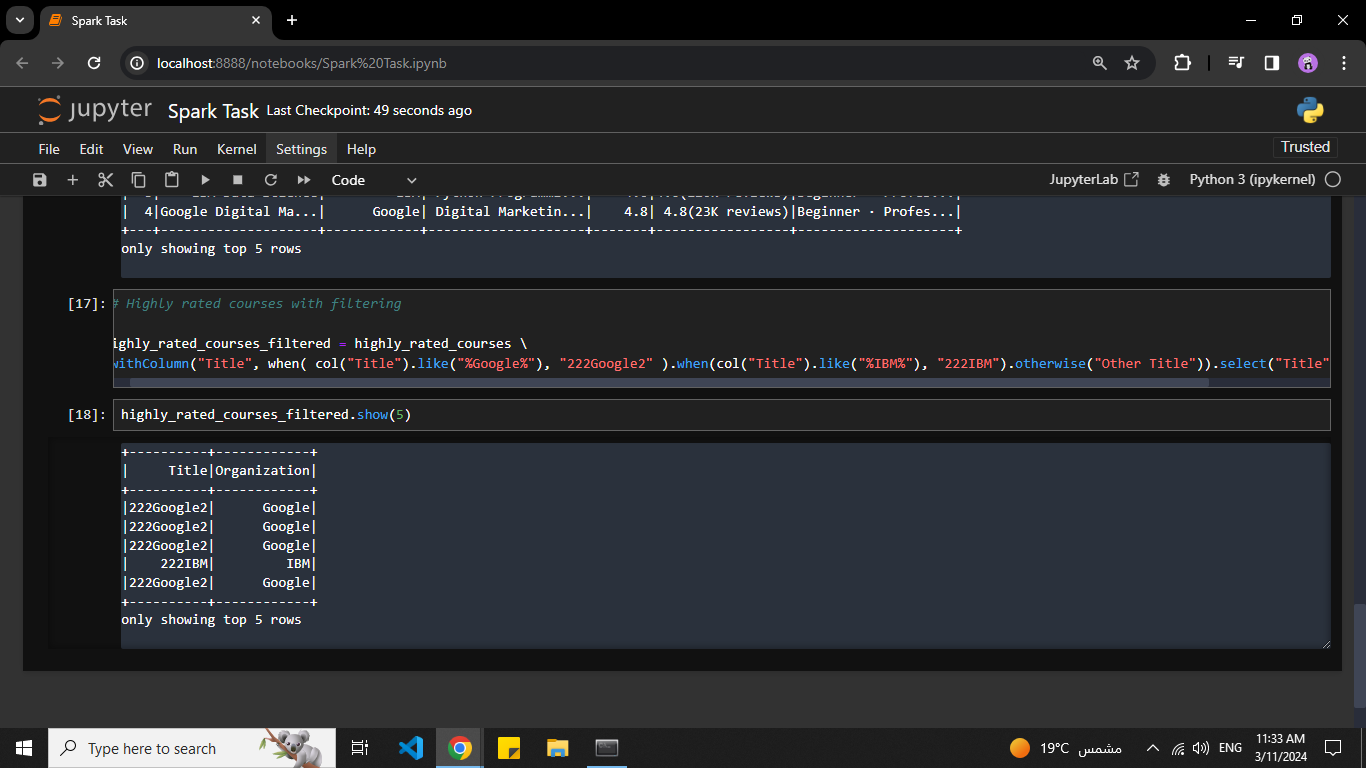 Spark Task
localhost:8888/notebooks/Spark%20Task.ipynb
jupyter Spark Task Last Checkpoint: 49 seconds ago
File Edit View Run Kernel Settings Help Trusted
Code JupyterLab Python 3 (ipykernel)
| 4|Google Digital Ma...| Google| Digital Marketin...| 4.8| 4.8(23K reviews)|Beginner · Profes...|
+---+--------------------+------------+--------------------+-------+-----------------+--------------------+
only showing top 5 rows
[17]: # Highly rated courses with filtering
ighly_rated_courses_filtered = highly_rated_courses \
withColumn("Title", when( col("Title").like("%Google%"), "222Google2" ).when(col("Title").like("%IBM%"), "222IBM").otherwise("Other Title")).select("Title"
[18]: highly_rated_courses_filtered.show(5)
+----------+------------+
| Title|Organization|
+----------+------------+
|222Google2| Google|
|222Google2| Google|
|222Google2| Google|
| 222IBM| IBM|
|222Google2| Google|
+----------+------------+
only showing top 5 rows
Type here to search
19°C مشمس
ENG
11:33 AM
3/11/2024